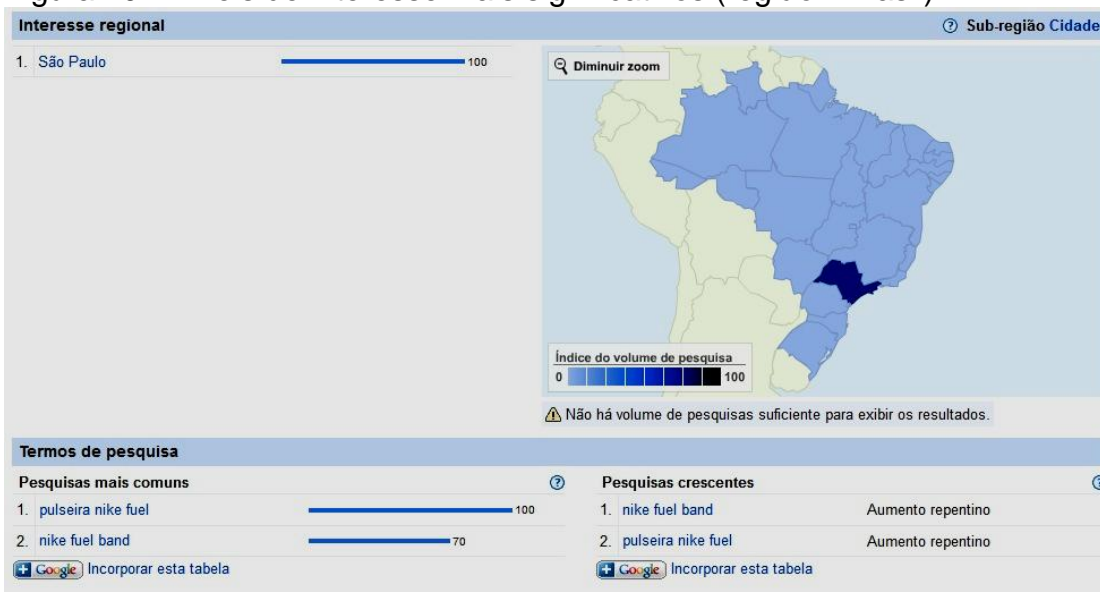 Interesse regional
Sub-região Cidade
1. São Paulo 100
Diminuir zoom
Índice do volume de pesquisa
0 100
Não há volume de pesquisas suficiente para exibir os resultados.
Termos de pesquisa
Pesquisas mais comuns
1. pulseira nike fuel 100
2. nike fuel band 70
Google Incorporar esta tabela
Pesquisas crescentes
1. nike fuel band Aumento repentino
2. pulseira nike fuel Aumento repentino
Google Incorporar esta tabela